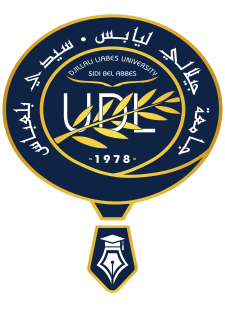 جامعة جيلالي ليابس • سيدي بلعباس
DJILLALI LIABES UNIVERSITY
SIDI BEL ABBES
UDL
-1978-